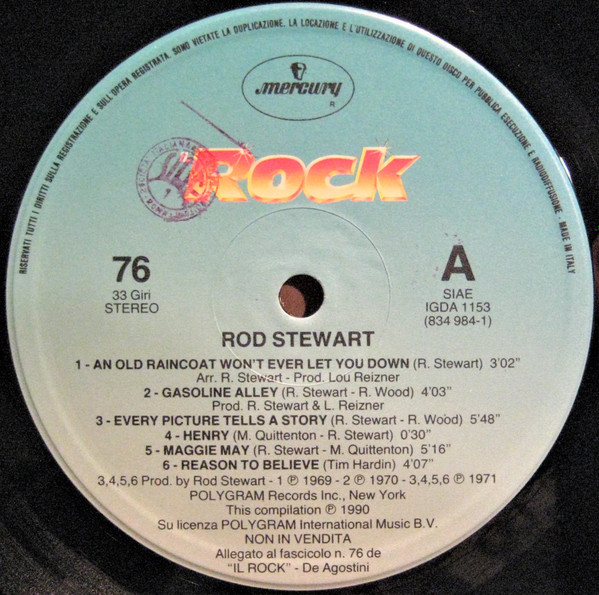 RISERVATI TUTTI I DIRITTI SULLA REGISTRAZIONE E SULL'OPERA REGISTRATA. SONO VIETATE LA DUPLICAZIONE. LA LOCAZIONE E L'UTILIZZAZIONE DI QUESTO DISCO PER PUBBLICA ESECUZIONE E RADIODIFFUSIONE - MADE IN ITALY
mercury
R
Rock
76
33 Giri
STEREO
A
SIAE
IGDA 1153
(834 984-1)
ROD STEWART
1 - AN OLD RAINCOAT WON'T EVER LET YOU DOWN (R. Stewart) 3'02"
Arr. R. Stewart - Prod. Lou Reizner
2 - GASOLINE ALLEY (R. Stewart - R. Wood) 4'03"
Prod. R. Stewart & L. Reizner
3 - EVERY PICTURE TELLS A STORY (R. Stewart - R. Wood) 5'48"
4 - HENRY (M. Quittenton - R. Stewart) 0'30"
5 - MAGGIE MAY (R. Stewart - M. Quittenton) 5'16"
6 - REASON TO BELIEVE (Tim Hardin) 4'07"
3,4,5,6 Prod. by Rod Stewart - 1 ℗ 1969 - 2 ℗ 1970 - 3,4,5,6 ℗ 1971
POLYGRAM Records Inc., New York
This compilation ℗ 1990
Su licenza POLYGRAM International Music B.V.
NON IN VENDITA
Allegato al fascicolo n. 76 de
"IL ROCK" - De Agostini